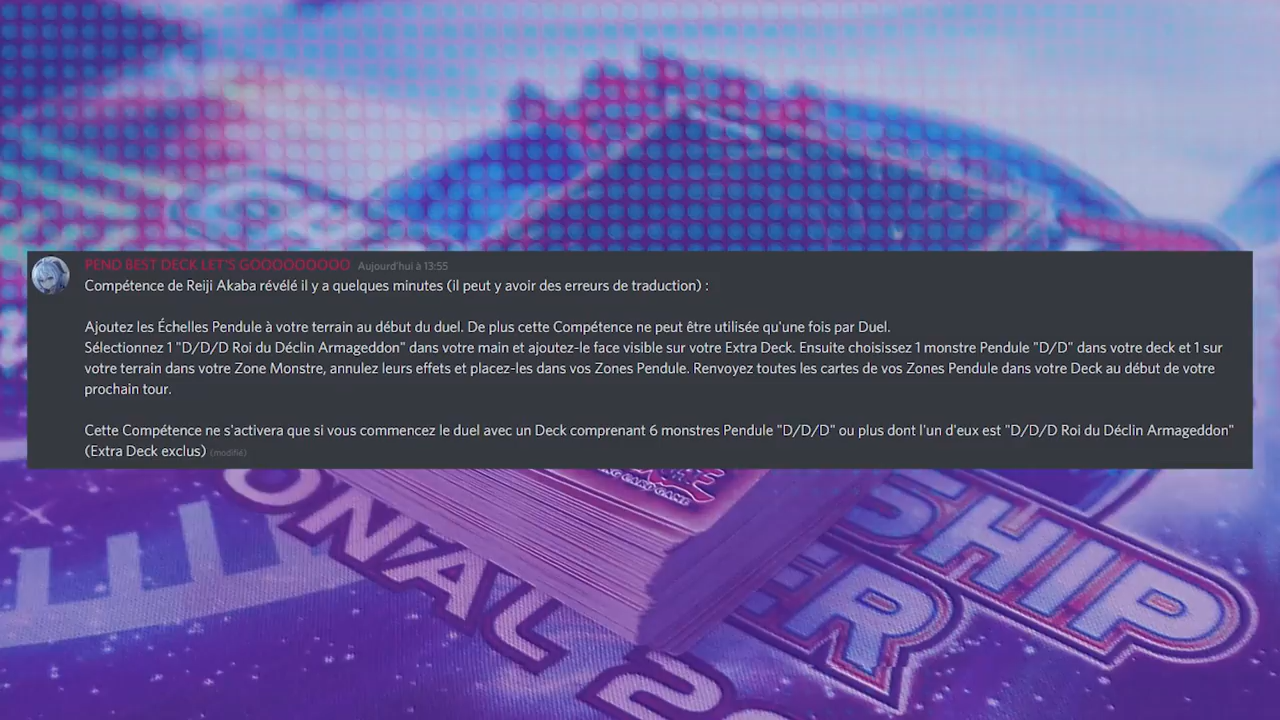 PEND BEST DECK LET'S GOOOOOOOOO Aujourd'hui à 13:55
Compétence de Reiji Akaba révélé il y a quelques minutes (il peut y avoir des erreurs de traduction) :
Ajoutez les Échelles Pendule à votre terrain au début du duel. De plus cette Compétence ne peut être utilisée qu'une fois par Duel.
Sélectionnez 1 "D/D/D Roi du Déclin Armageddon" dans votre main et ajoutez-le face visible sur votre Extra Deck. Ensuite choisissez 1 monstre Pendule "D/D" dans votre deck et 1 sur
votre terrain dans votre Zone Monstre, annulez leurs effets et placez-les dans vos Zones Pendule. Renvoyez toutes les cartes de vos Zones Pendule dans votre Deck au début de votre
prochain tour.
Cette Compétence ne s'activera que si vous commencez le duel avec un Deck comprenant 6 monstres Pendule "D/D/D" ou plus dont l'un d'eux est "D/D/D Roi du Déclin Armageddon"
(Extra Deck exclus) (modifié)
CARD GAME
ONAL 20
SHIP
ER